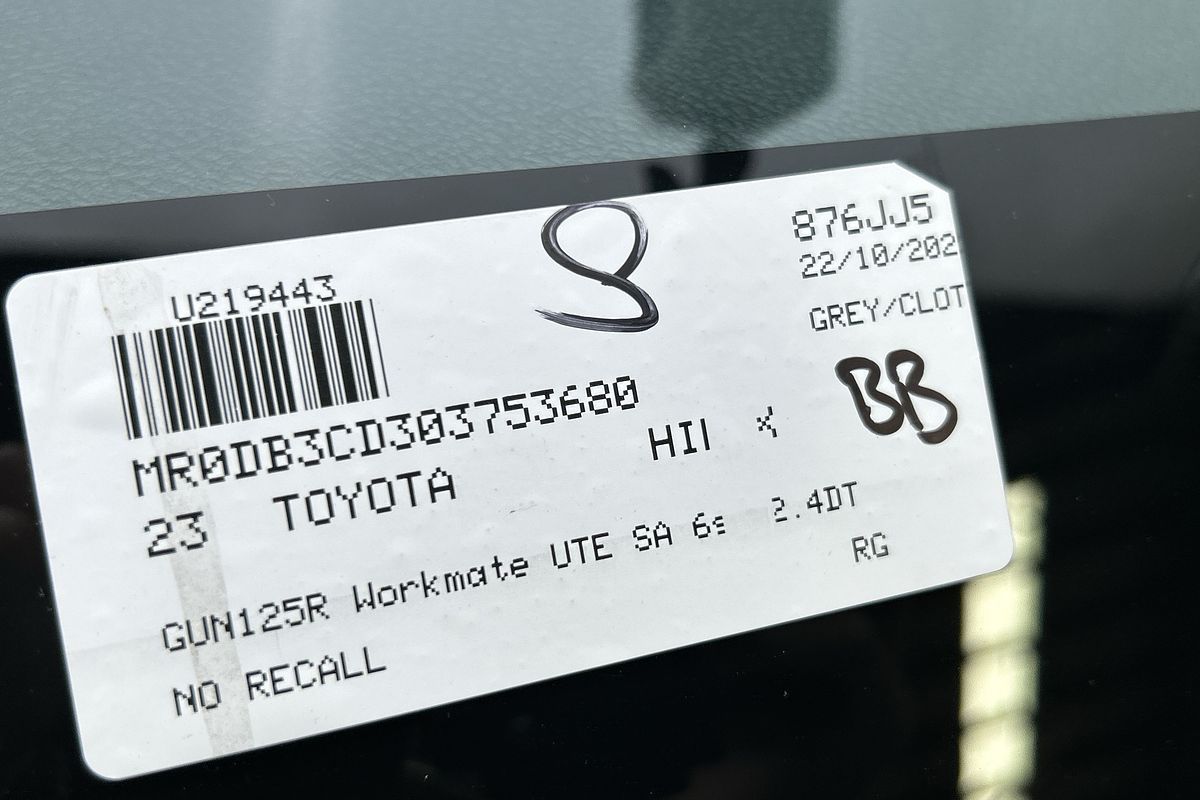 876JJ5
22/10/202
GREY/CLOT
8
BB
U219443
MR0DB3CD303753680
23 TOYOTA
GUN125R Workmate UTE SA 6s 2.4DT
RG
NO RECALL